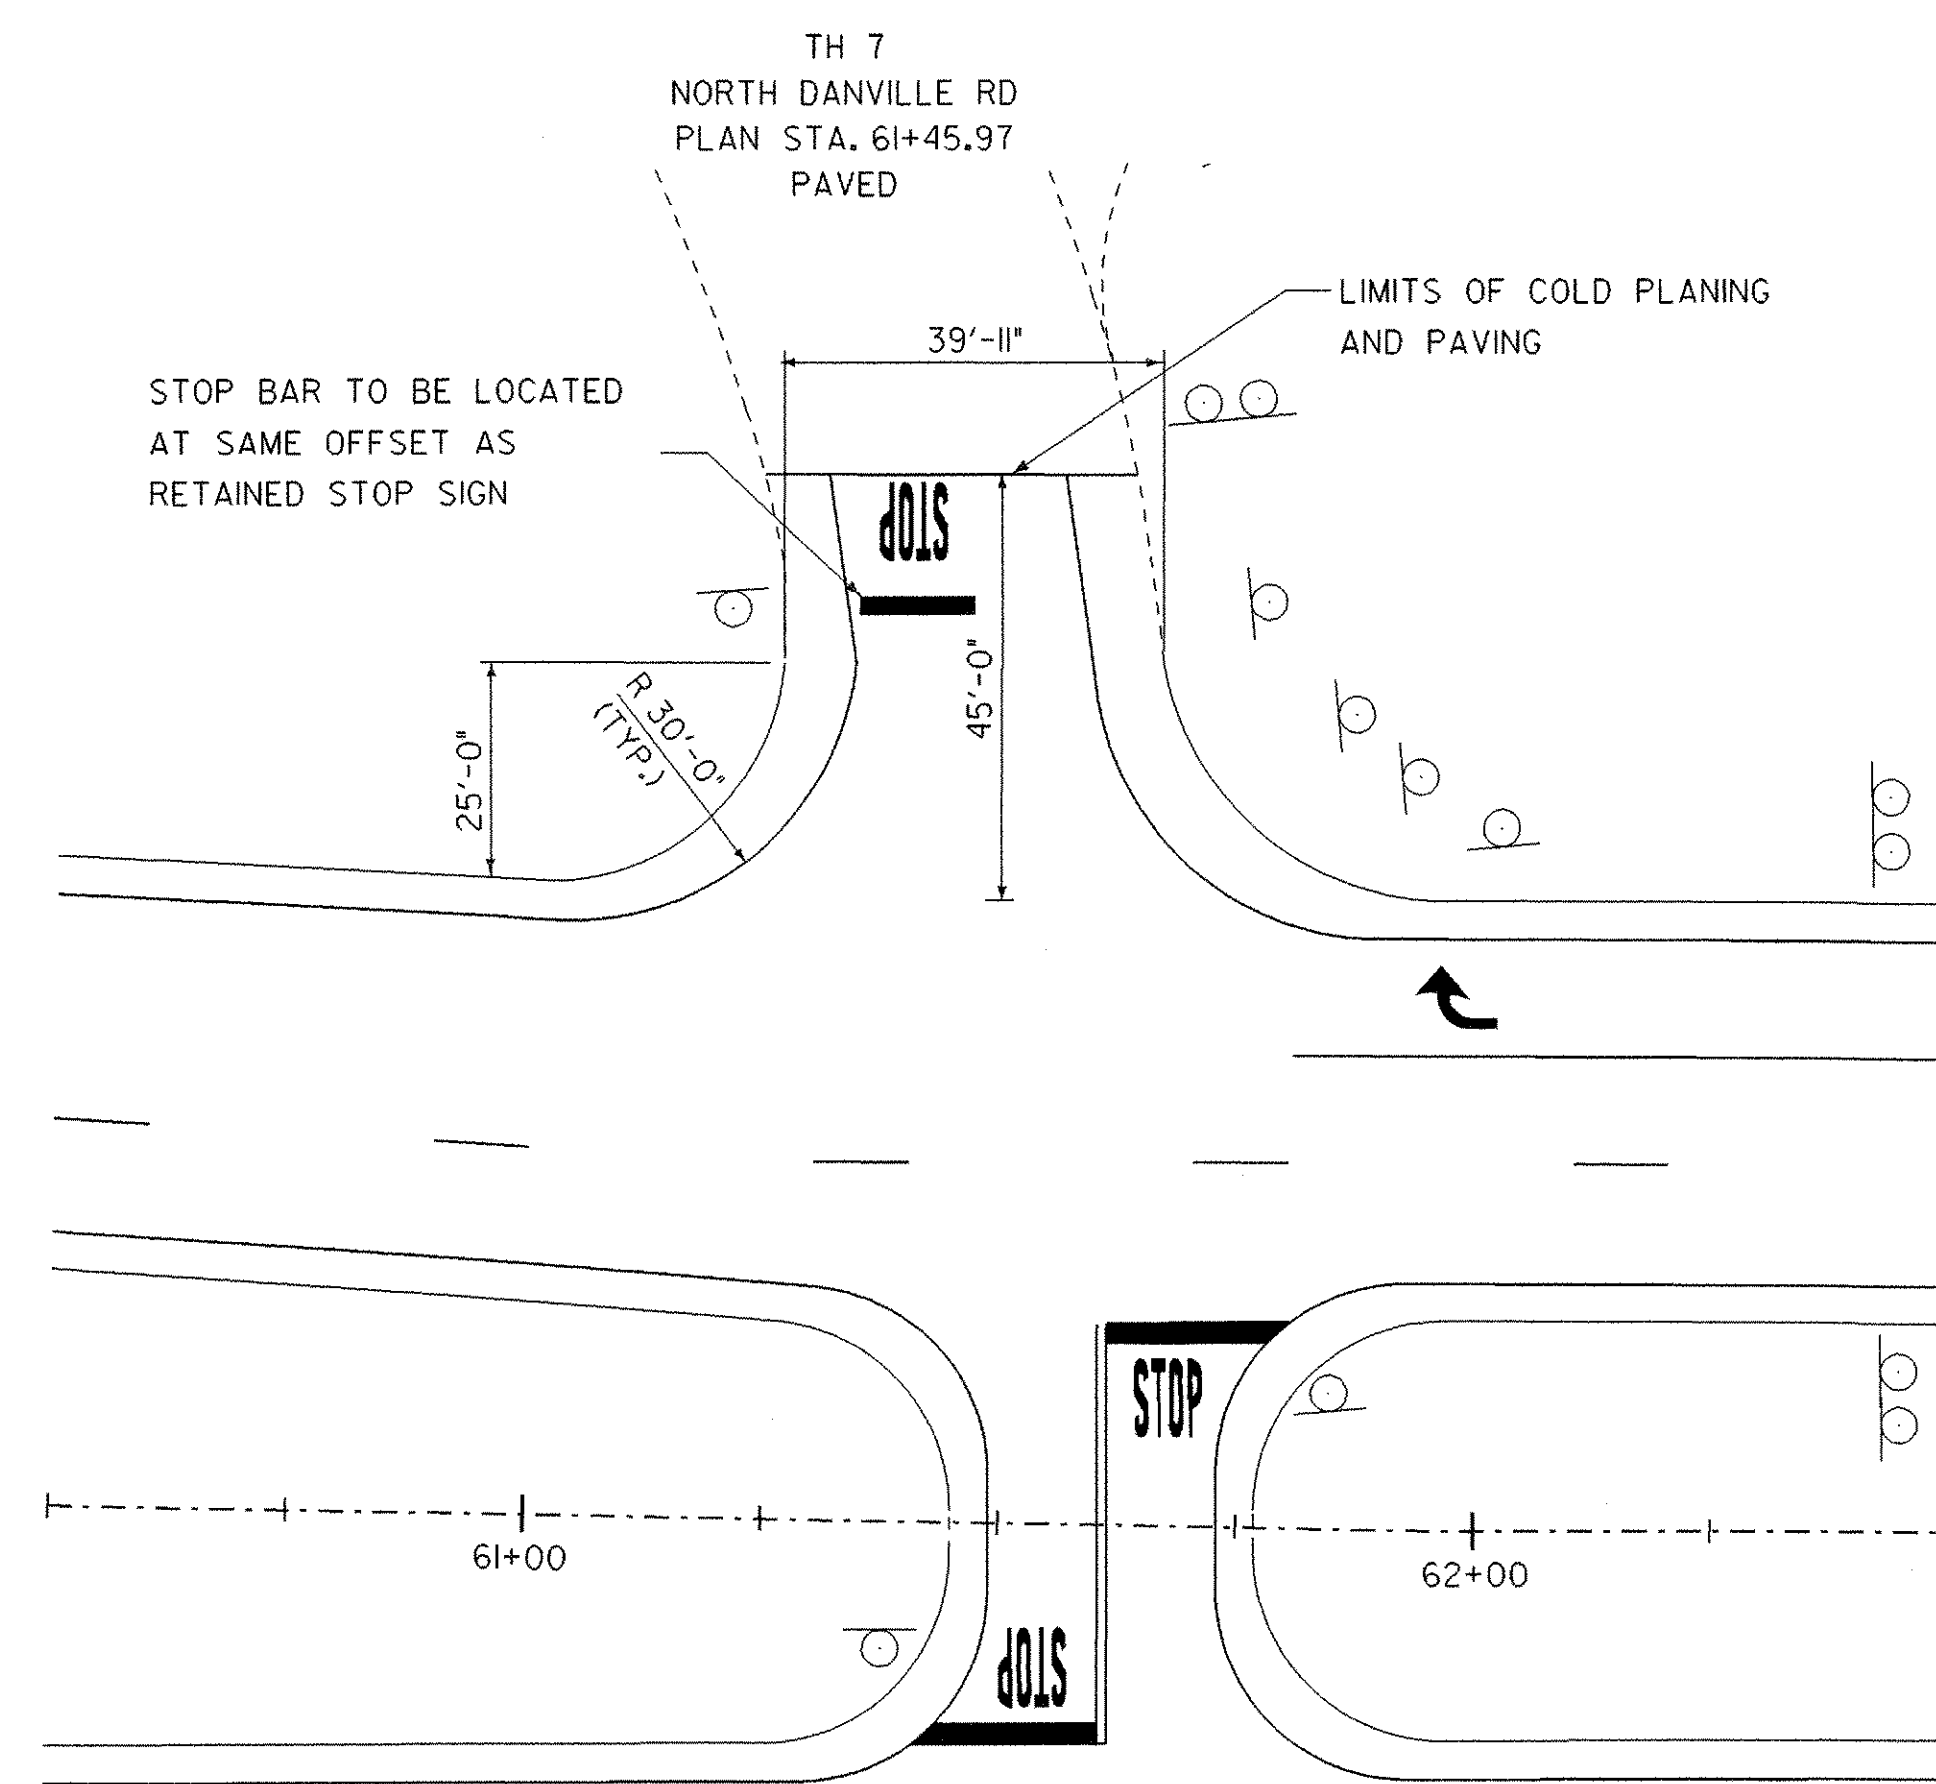 TH 7
NORTH DANVILLE RD
PLAN STA. 61+45.97
PAVED
LIMITS OF COLD PLANING
AND PAVING
39'-11"
STOP BAR TO BE LOCATED
AT SAME OFFSET AS
RETAINED STOP SIGN
STOP
45'-0"
R 30'-0"
(TYP.)
25'-0"
STOP
61+00
62+00
STOP